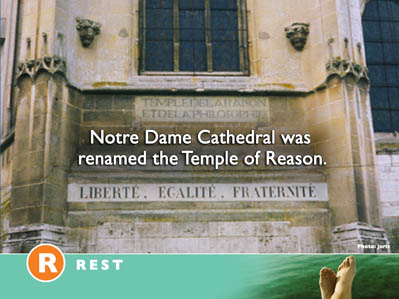 TEMPLE DE LA RAISON
ET DE LA PHILOSOPHIE
Notre Dame Cathedral was
renamed the Temple of Reason.
LIBERTÉ, EGALITÉ, FRATERNITÉ
Photo: Joris
R REST